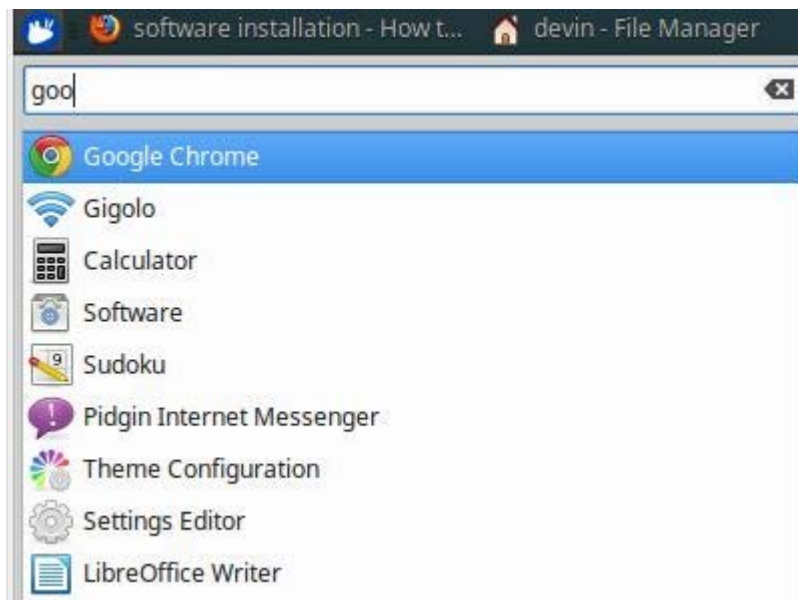 software installation - How t... devin - File Manager
goo
Google Chrome
Gigolo
Calculator
Software
9
Sudoku
Pidgin Internet Messenger
Theme Configuration
Settings Editor
LibreOffice Writer